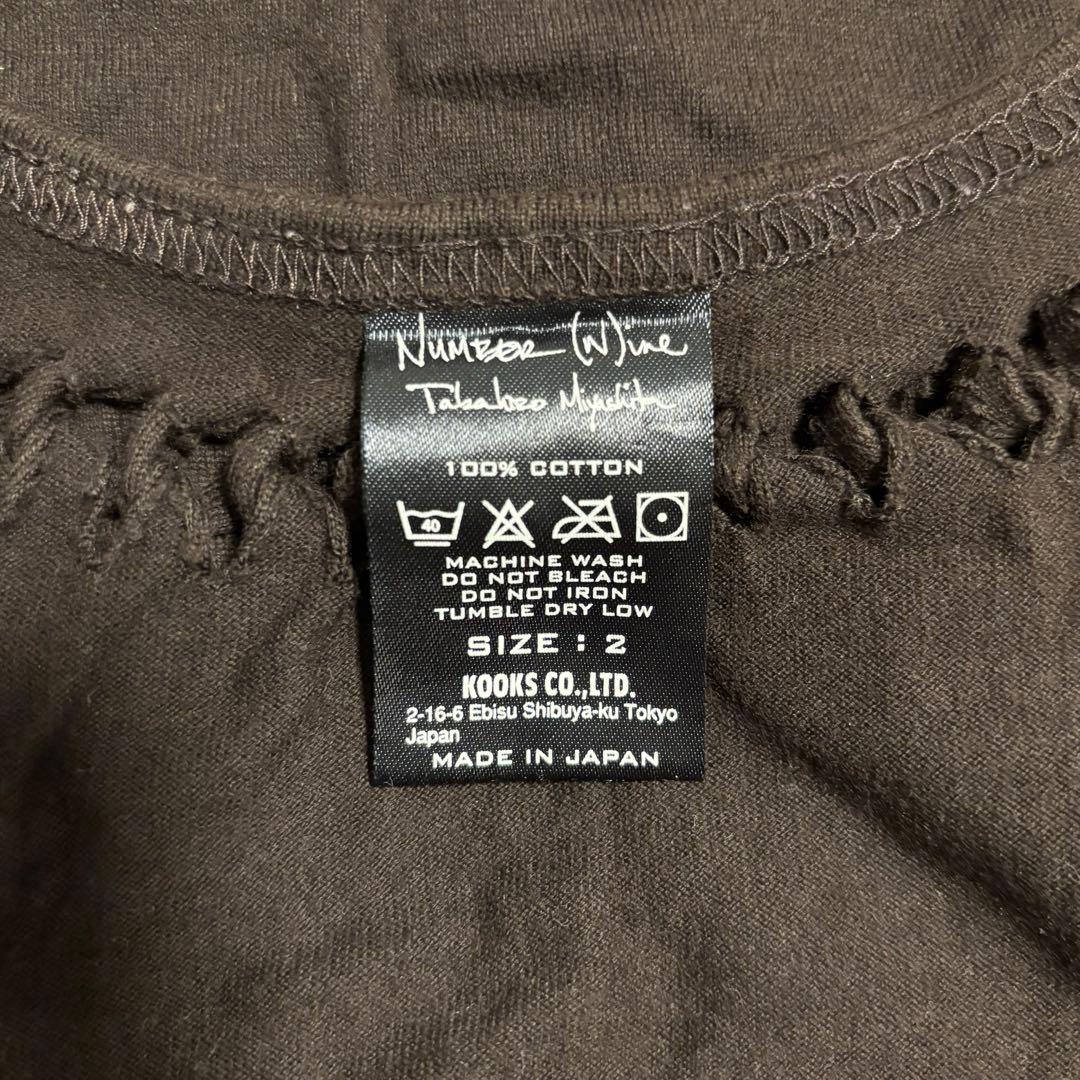 NUMBER (N)ine
Takahiro Miyashita
100% COTTON
40
MACHINE WASH
DO NOT BLEACH
DO NOT IRON
TUMBLE DRY LOW
SIZE : 2
KOOKS CO.,LTD.
2-16-6 Ebisu Shibuya-ku Tokyo
Japan
MADE IN JAPAN